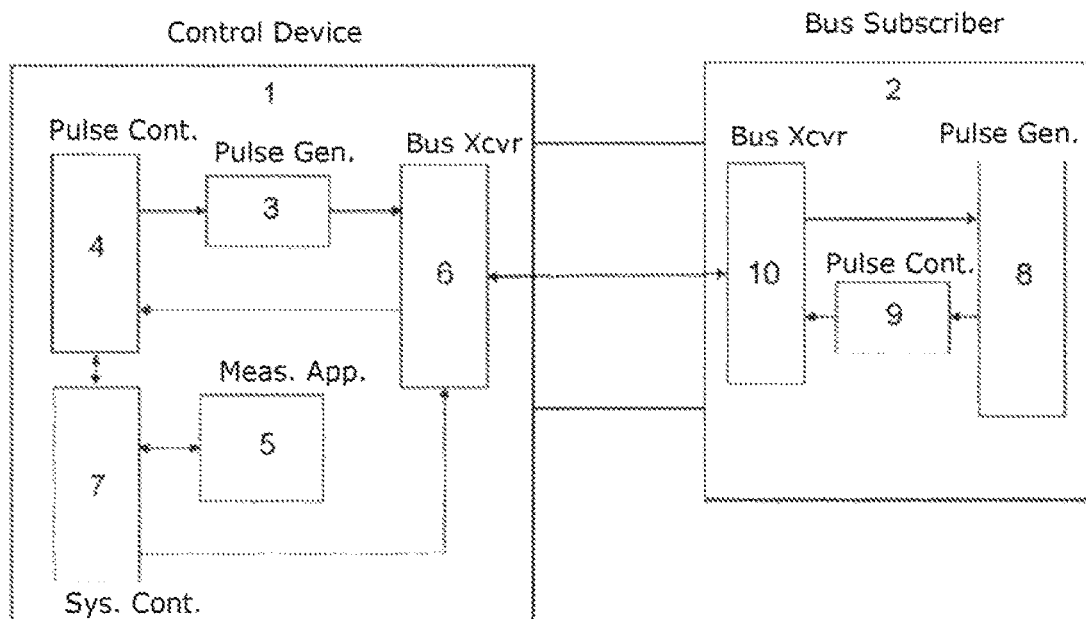 Control Device
Bus Subscriber
1
2
Pulse Cont.
Pulse Gen.
Bus Xcvr
Bus Xcvr
Pulse Gen.
3
4
6
10
Pulse Cont.
8
9
Meas. App.
5
7
Sys. Cont.